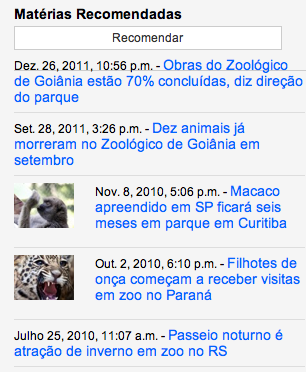 Matérias Recomendadas
Recomendar
Dez. 26, 2011, 10:56 p.m. - Obras do Zoológico
de Goiânia estão 70% concluídas, diz direção
do parque
Set. 28, 2011, 3:26 p.m. - Dez animais já
morreram no Zoológico de Goiânia em
setembro
Nov. 8, 2010, 5:06 p.m. - Macaco
apreendido em SP ficará seis
meses em parque em Curitiba
Out. 2, 2010, 6:10 p.m. - Filhotes de
onça começam a receber visitas
em zoo no Paraná
Julho 25, 2010, 11:07 a.m. - Passeio noturno é
atração de inverno em zoo no RS